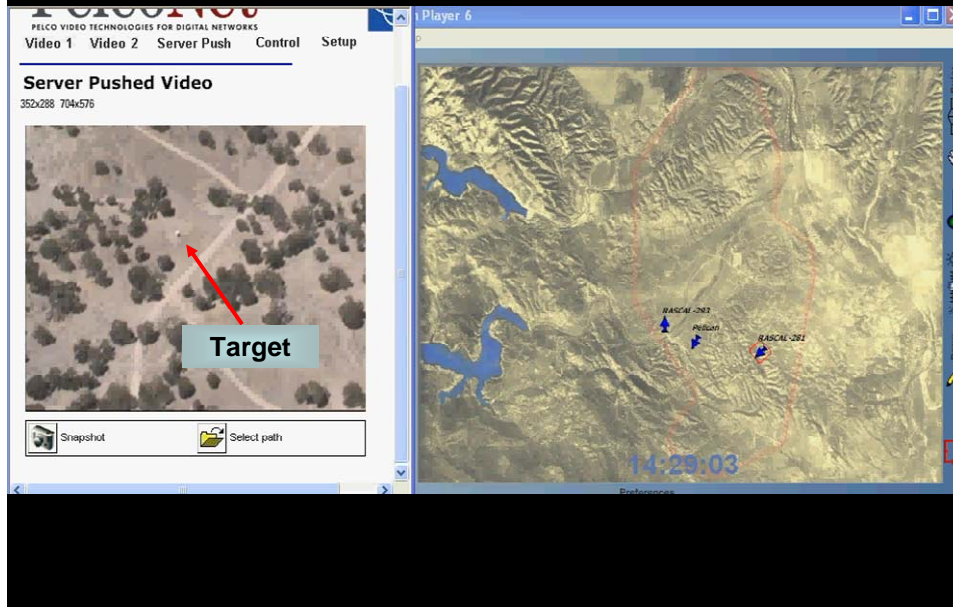 PelcoNet
PELCO VIDEO TECHNOLOGIES FOR DIGITAL NETWORKS
Video 1 Video 2 Server Push Control Setup
Server Pushed Video
352x288 704x576
Target
Snapshot
Select path
Player 6
RASCAL-283
Pelican
RASCAL-281
14:29:03
Preferences